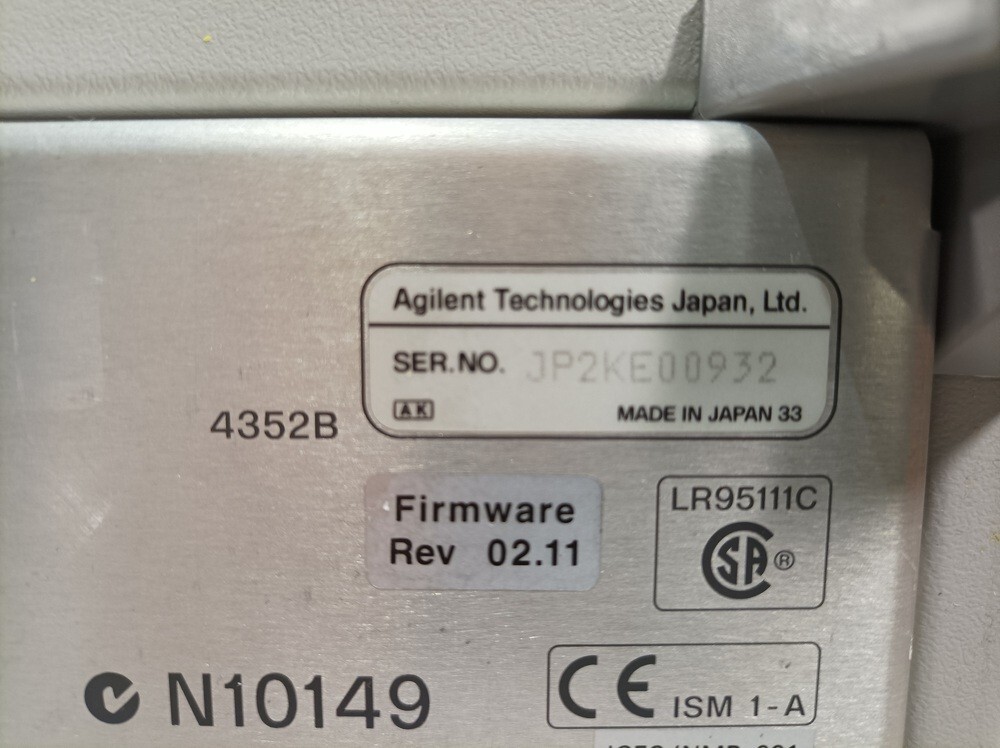 Agilent Technologies Japan, Ltd.
SER.NO. JP2KE00932
AK MADE IN JAPAN 33
4352B
Firmware
Rev 02.11
LR95111C
SA ®
N10149
CE ISM 1-A